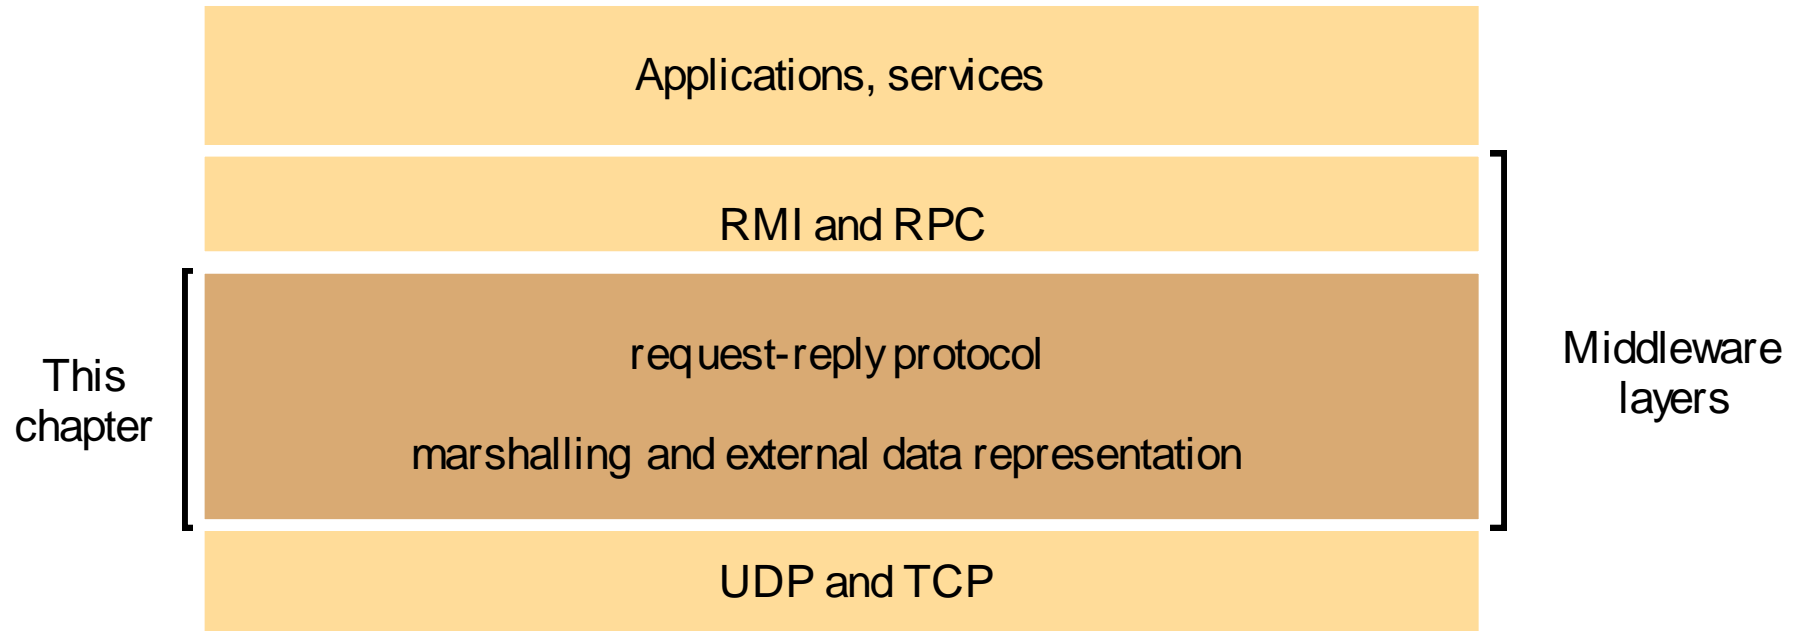 Applications, services
RMI and RPC
This
chapter
request-reply protocol
marshalling and external data representation
Middleware
layers
UDP and TCP